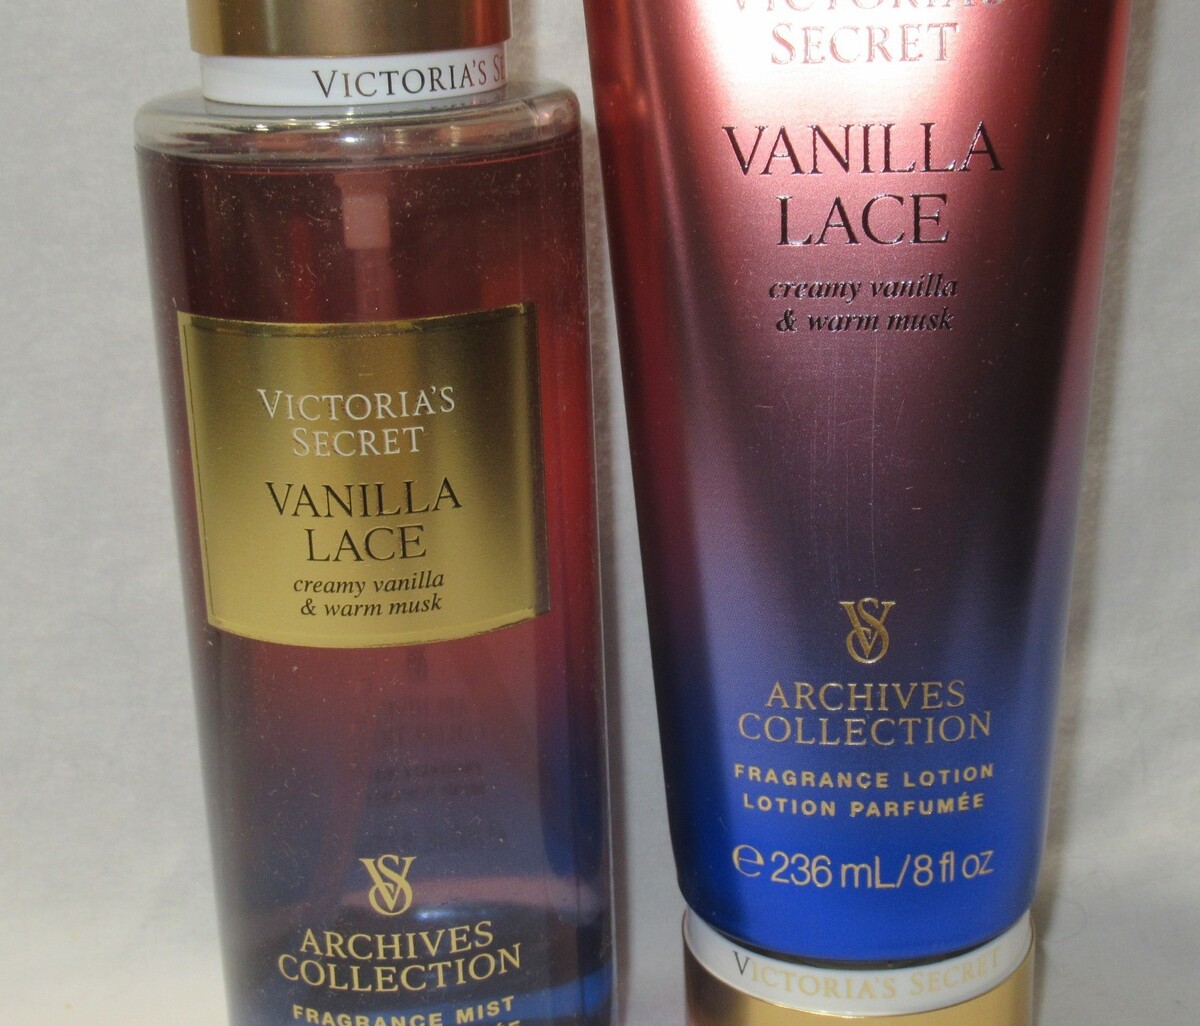 VICTORIA'S
VICTORIA'S
SECRET
VANILLA
LACE
creamy vanilla
& warm musk
VS
ARCHIVES
COLLECTION
FRAGRANCE MIST
VICTORIA'S
SECRET
VANILLA
LACE
creamy vanilla
& warm musk
VS
ARCHIVES
COLLECTION
FRAGRANCE LOTION
LOTION PARFUMÉE
℮ 236 mL/8 fl oz
VICTORIA'S SECRET